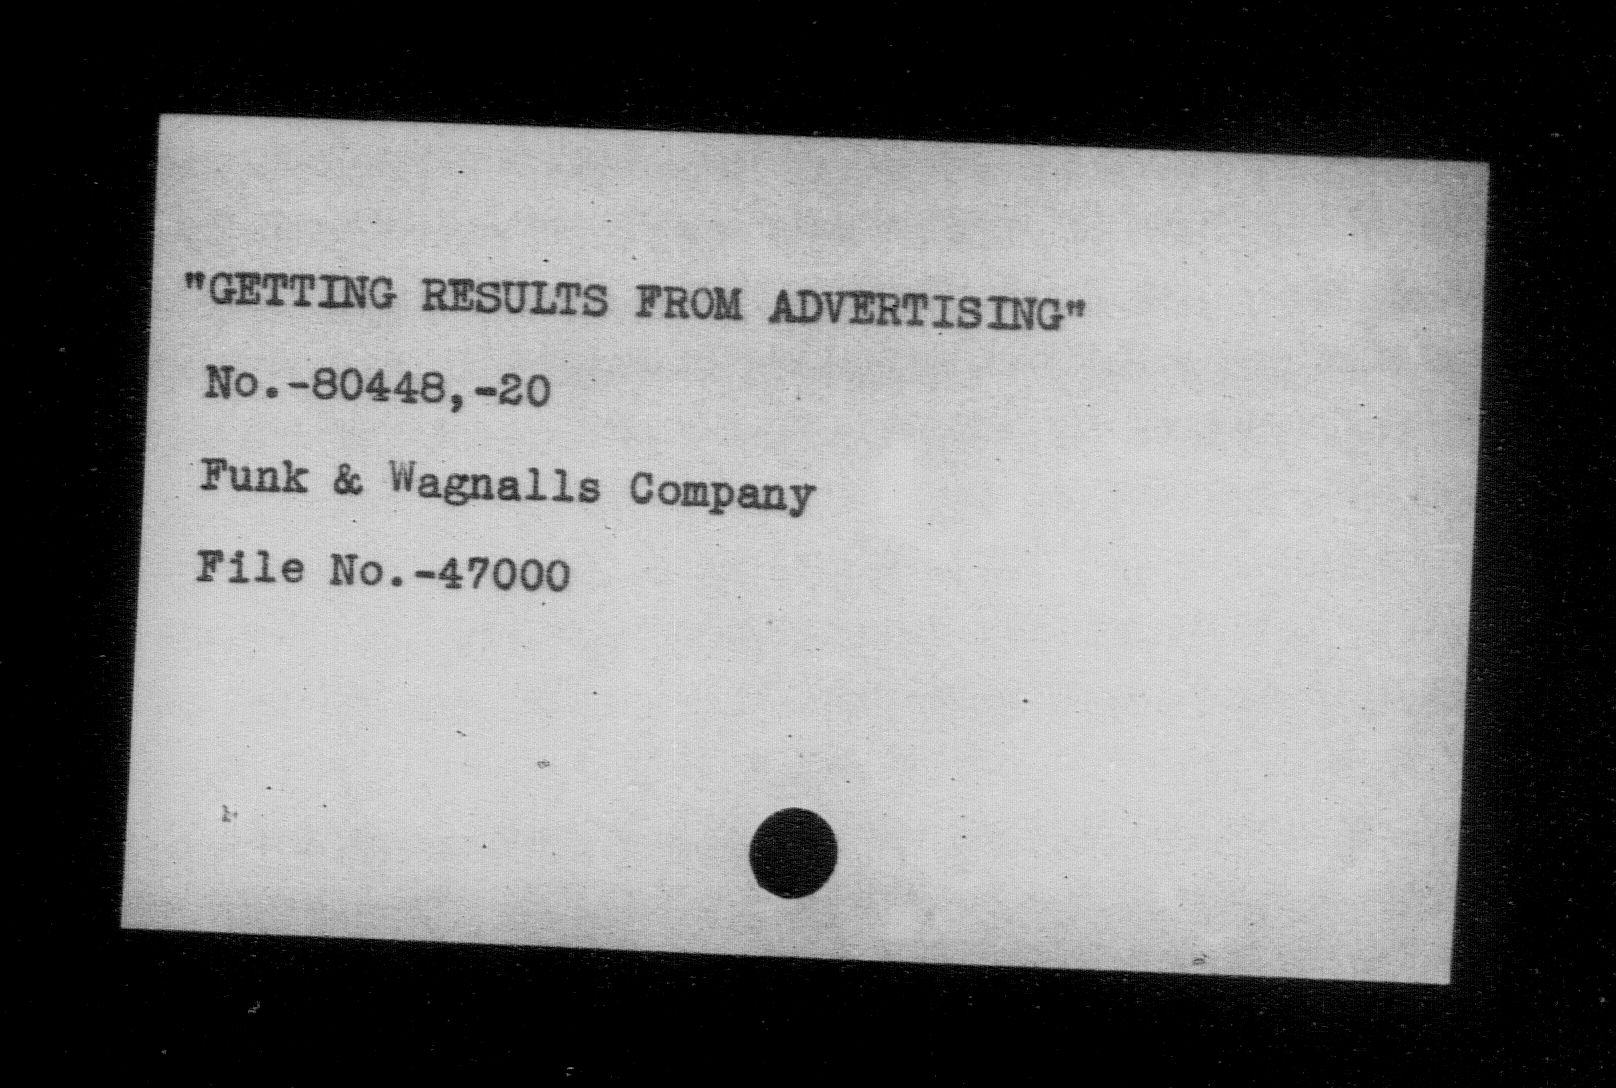 "GETTING RESULTS FROM ADVERTISING"
No.-80448,-20
Funk & Wagnalls Company
File No.-47000